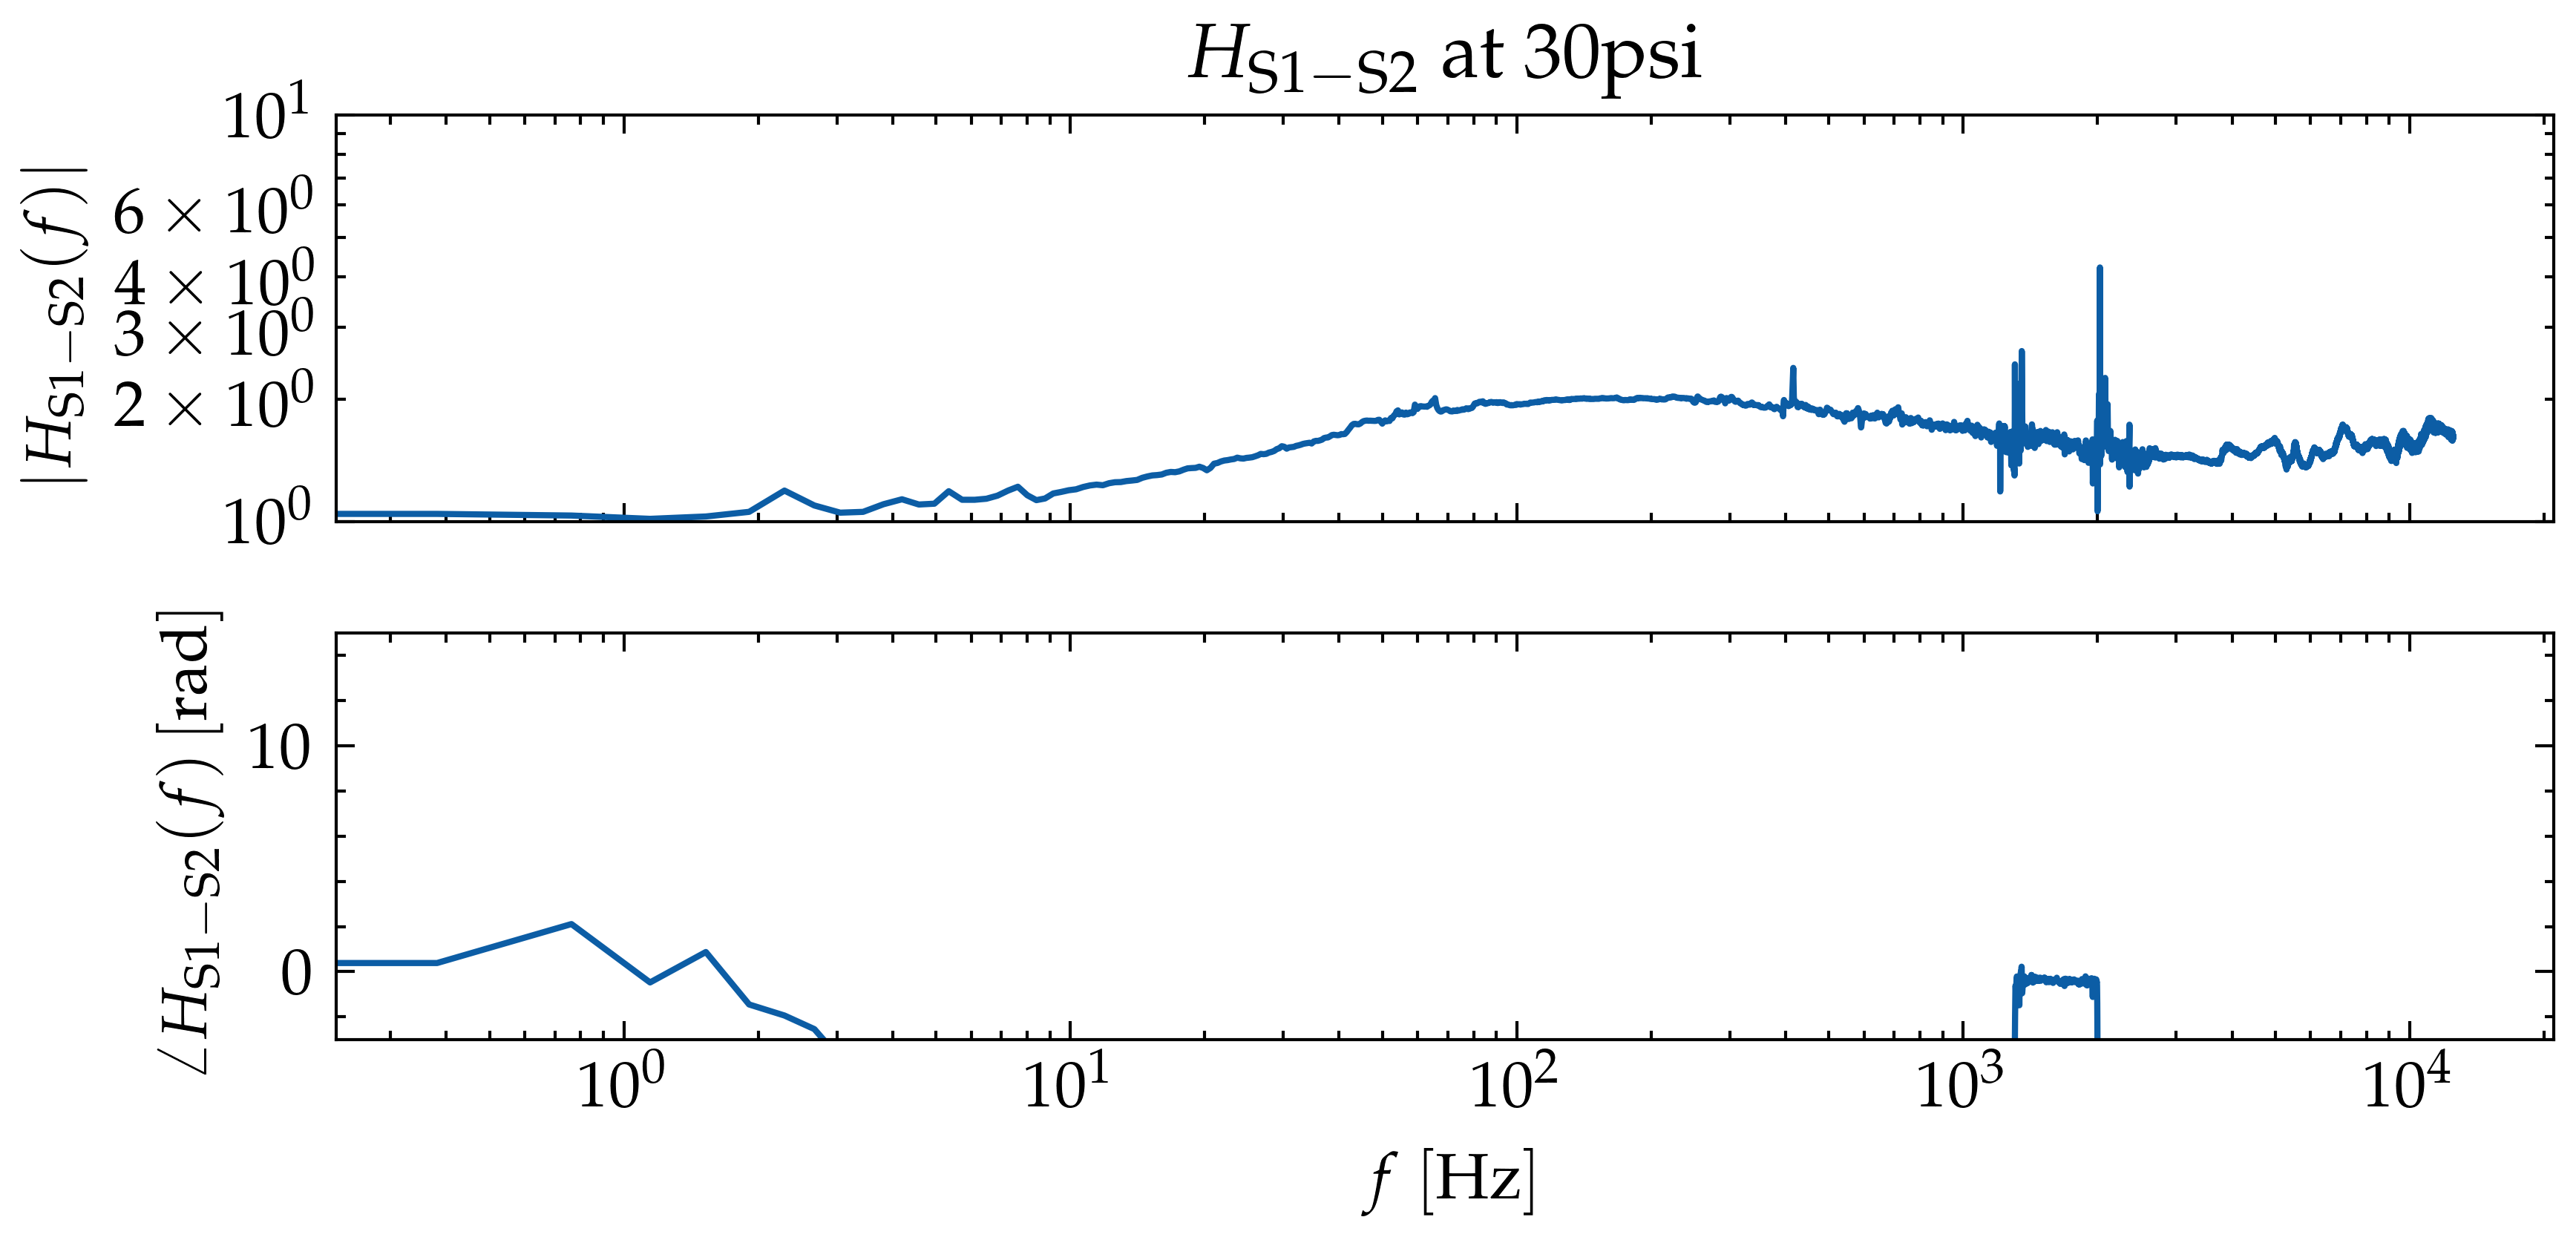 H_{S1−S2} at 30psi
|H_{S1−S2}(f)|
10^1
6 × 10^0
4 × 10^0
3 × 10^0
2 × 10^0
10^0
∠H_{S1−S2}(f) [rad]
10
0
10^0 10^1 10^2 10^3 10^4
f [Hz]